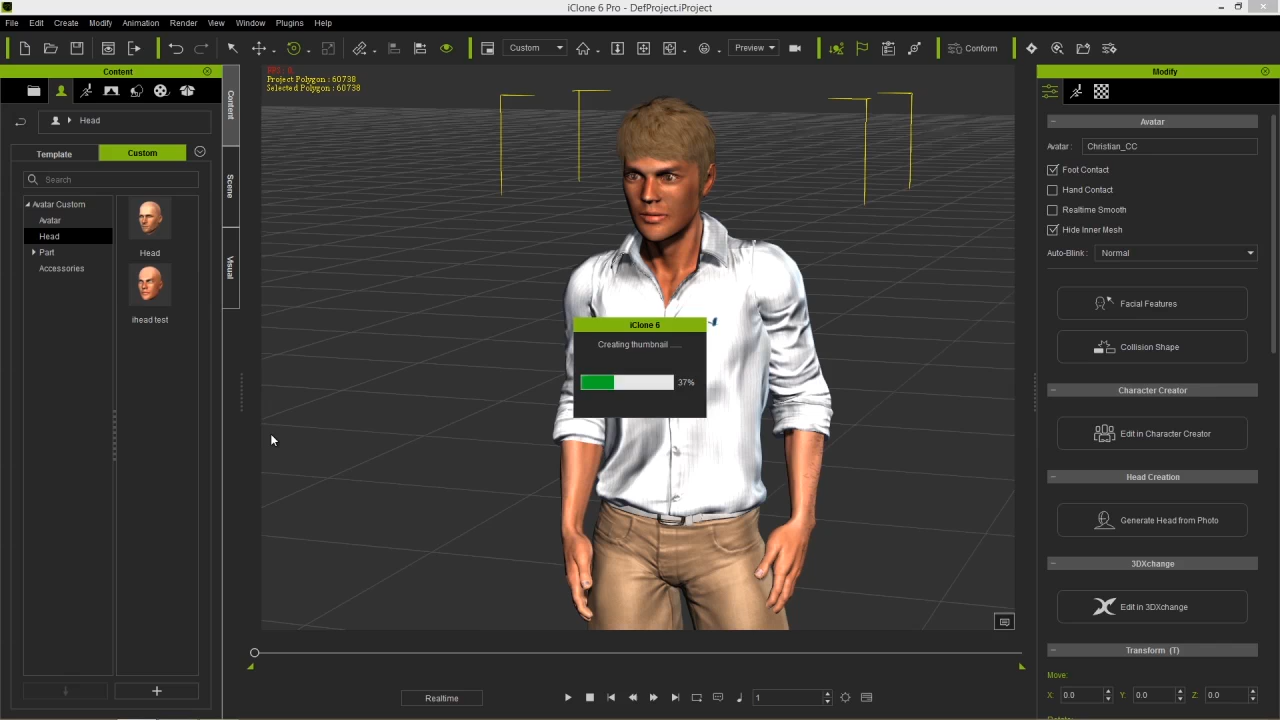 iClone 6 Pro - DefProject.iProject
File Edit Create Modify Animation Render View Window Plugins Help
Custom
Preview
Conform
Content
Head
Template
Custom
Search
Avatar Custom
Avatar
Head
Part
Accessories
Head
ihead test
Content
Scene
Visual
Project Polygon : 60738
Selected Polygon : 60738
iClone 6
Creating thumbnail ......
37%
Realtime
1
Modify
Avatar
Avatar : Christian_CC
Foot Contact
Hand Contact
Realtime Smooth
Hide Inner Mesh
Auto-Blink : Normal
Facial Features
Collision Shape
Character Creator
Edit in Character Creator
Head Creation
Generate Head from Photo
3DXchange
Edit in 3DXchange
Transform (T)
Move:
X: 0.0 Y: 0.0 Z: 0.0